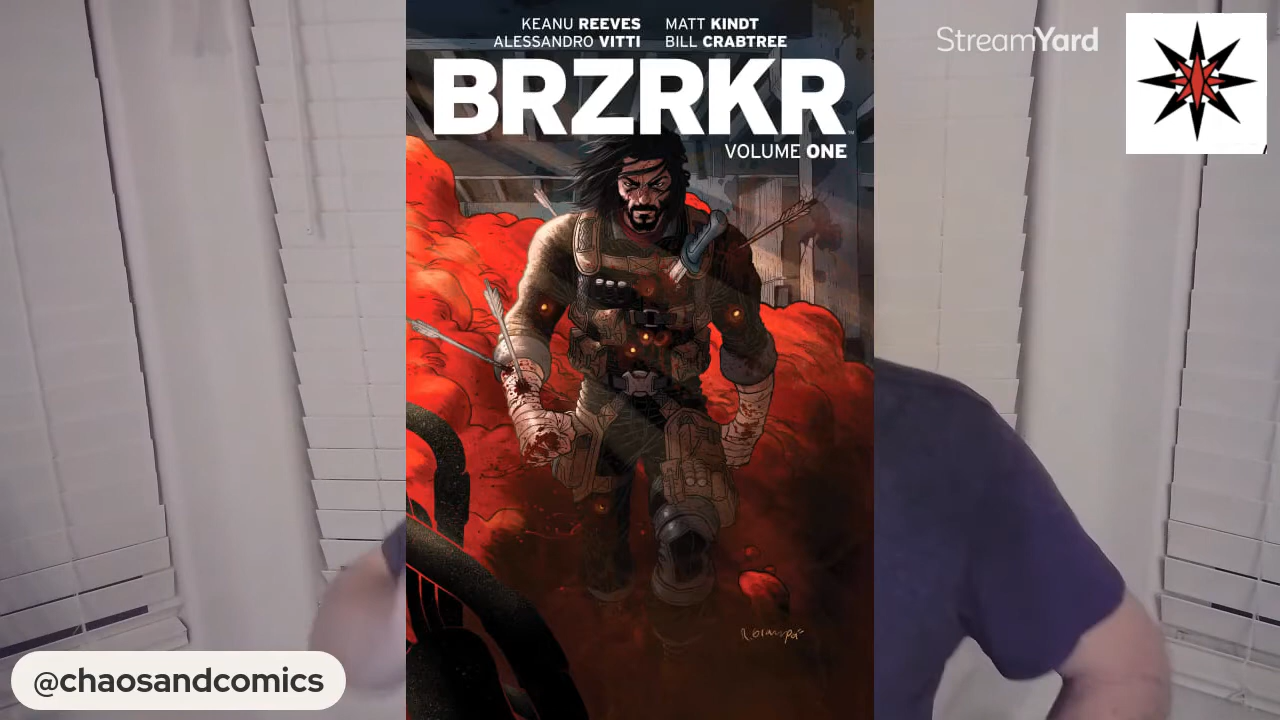 KEANU REEVES MATT KINDT
ALESSANDRO VITTI BILL CRABTREE
BRZRKR
VOLUME ONE
StreamYard
@chaosandcomics